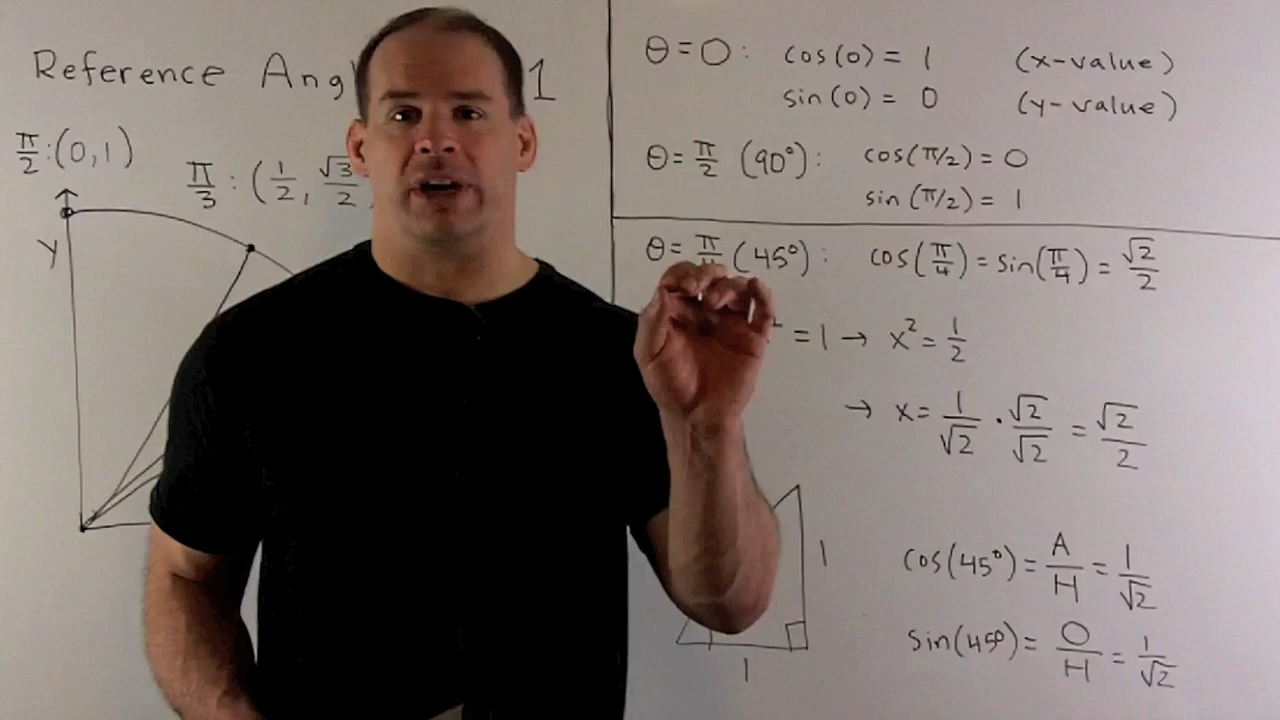 Reference Ang 1
π/2 : (0,1)
π/3 : (1/2, √3/2
Y
θ = 0 : cos(0) = 1 (x-value)
sin(0) = 0 (y-value)
θ = π/2 (90°) : cos(π/2) = 0
sin(π/2) = 1
θ = π/4 (45°) : cos(π/4) = sin(π/4) = √2/2
= 1 → x² = 1/2
→ x = 1/√2 · √2/√2 = √2/2
1
1
cos(45°) = A/H = 1/√2
sin(45°) = O/H = 1/√2